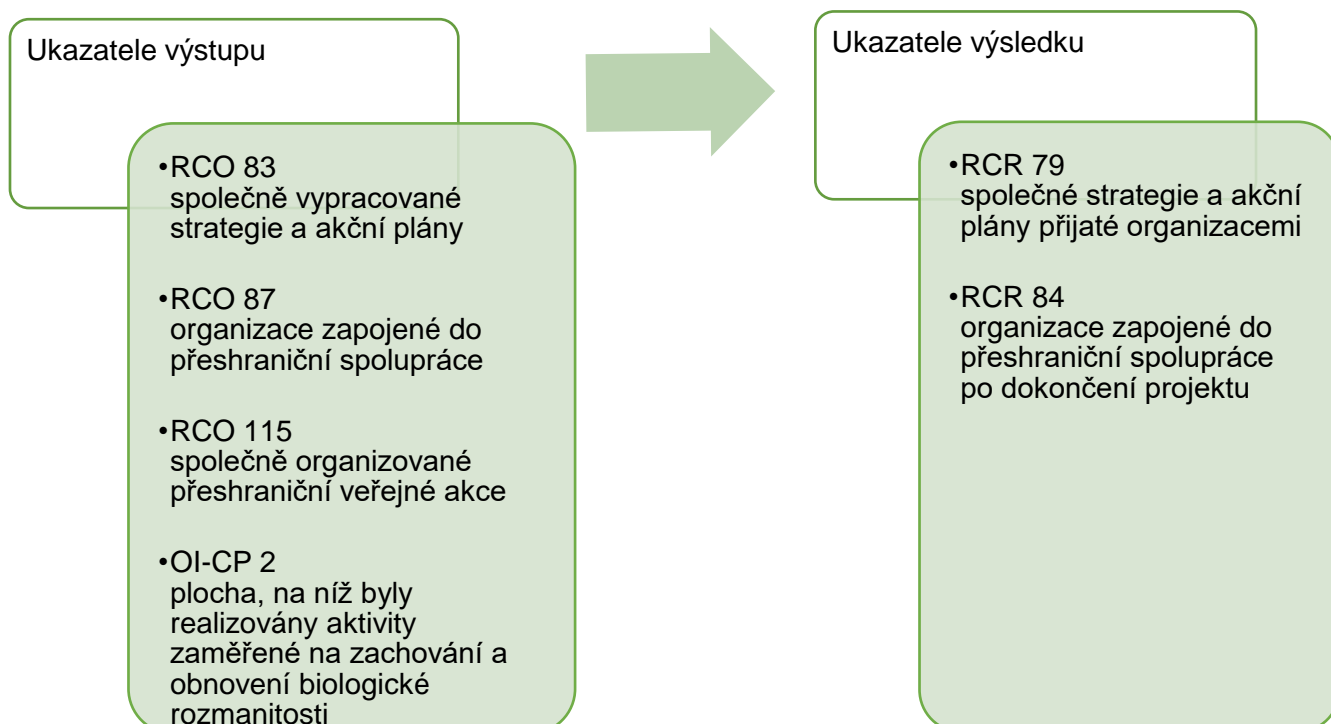 Ukazatele výstupu
•RCO 83
společně vypracované
strategie a akční plány
•RCO 87
organizace zapojené do
přeshraniční spolupráce
•RCO 115
společně organizované
přeshraniční veřejné akce
•OI-CP 2
plocha, na níž byly
realizovány aktivity
zaměřené na zachování a
obnovení biologické
rozmanitosti
Ukazatele výsledku
•RCR 79
společné strategie a akční
plány přijaté organizacemi
•RCR 84
organizace zapojené do
přeshraniční spolupráce
po dokončení projektu